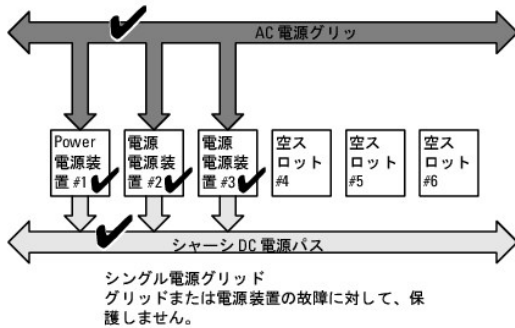 AC 電源グリッ
Power
電源装
置 #1
電源
電源装
置 #2
電源
電源装
置 #3
空ス
ロット
#4
空ス
ロット
#5
空ス
ロット
#6
シャーシ DC 電源パス
シングル電源グリッド
グリッドまたは電源装置の故障に対して、保
護しません。